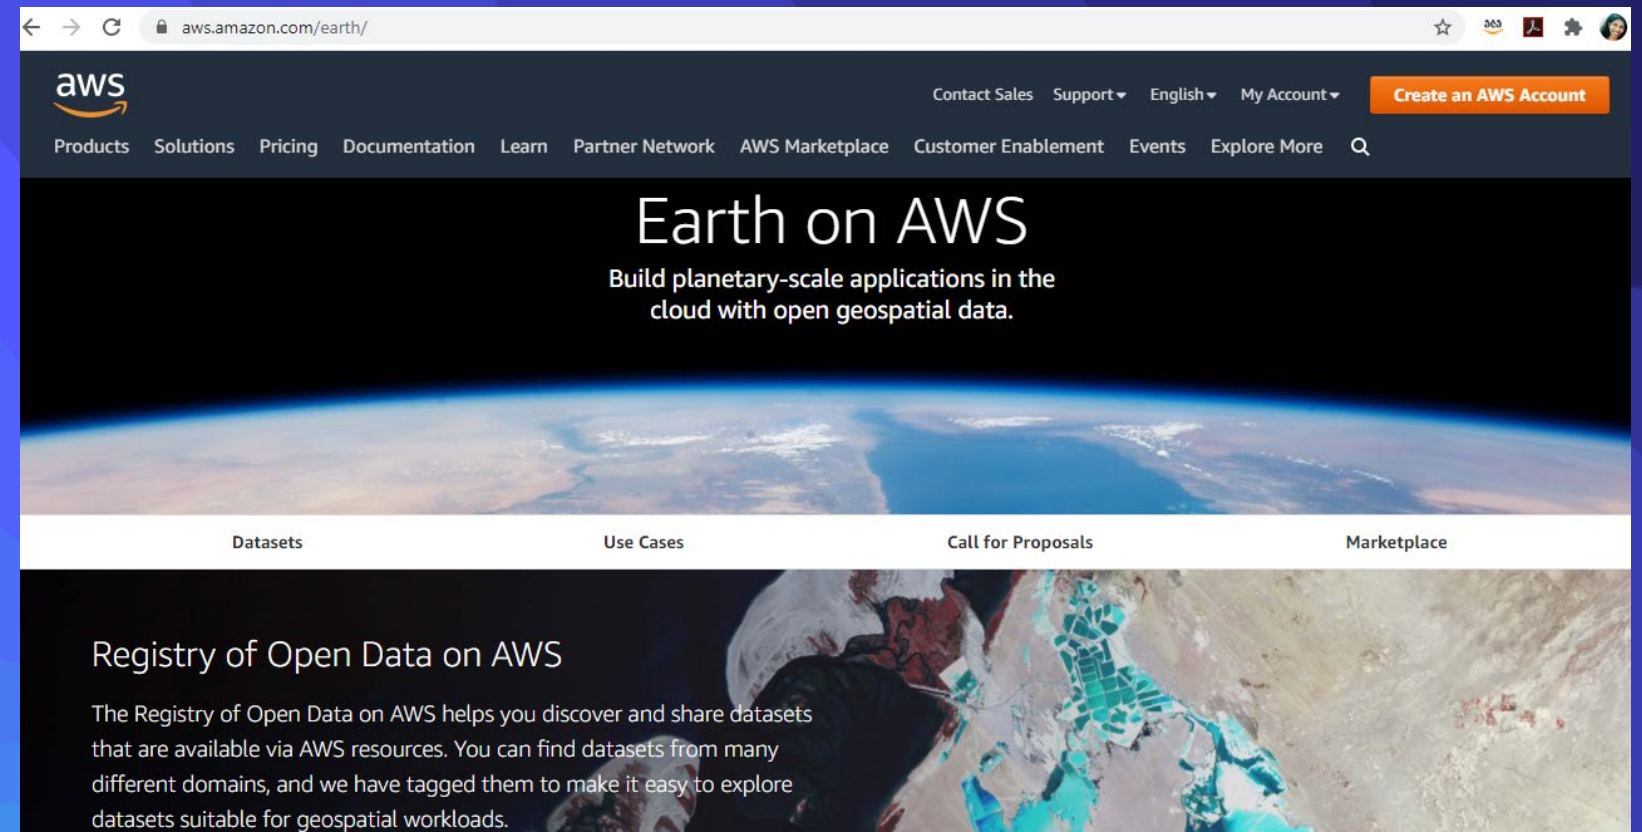 aws.amazon.com/earth/
aws
Contact Sales Support English My Account Create an AWS Account
Products Solutions Pricing Documentation Learn Partner Network AWS Marketplace Customer Enablement Events Explore More
Earth on AWS
Build planetary-scale applications in the
cloud with open geospatial data.
Datasets Use Cases Call for Proposals Marketplace
Registry of Open Data on AWS
The Registry of Open Data on AWS helps you discover and share datasets
that are available via AWS resources. You can find datasets from many
different domains, and we have tagged them to make it easy to explore
datasets suitable for geospatial workloads.